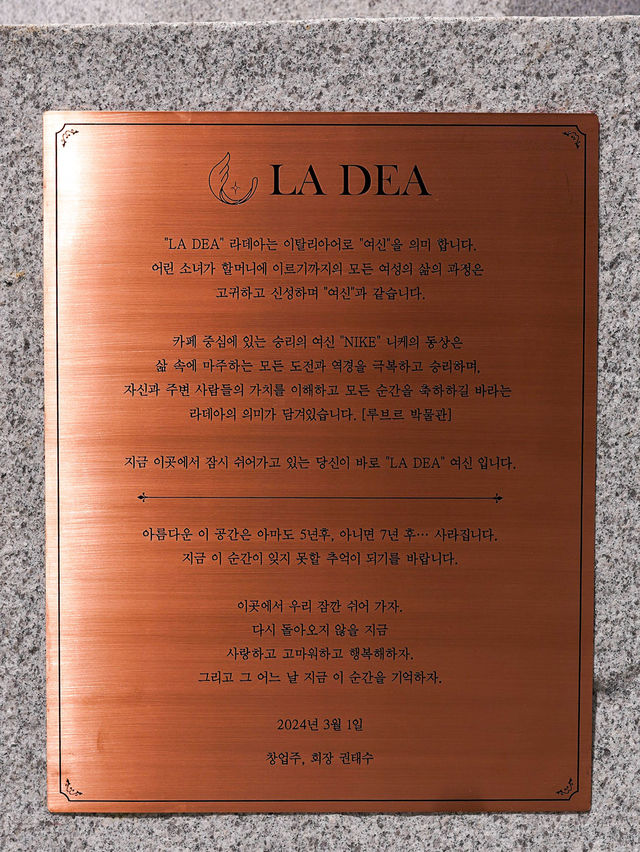 LA DEA
"LA DEA" 라데아는 이탈리아어로 "여신"을 의미 합니다.
어린 소녀가 할머니에 이르기까지의 모든 여성의 삶의 과정은
고귀하고 신성하며 "여신"과 같습니다.
카페 중심에 있는 승리의 여신 "NIKE" 니케의 동상은
삶 속에 마주하는 모든 도전과 역경을 극복하고 승리하며,
자신과 주변 사람들의 가치를 이해하고 모든 순간을 축하하길 바라는
라데아의 의미가 담겨있습니다. [루브르 박물관]
지금 이곳에서 잠시 쉬어가고 있는 당신이 바로 "LA DEA" 여신 입니다.
아름다운 이 공간은 아마도 5년후, 아니면 7년 후… 사라집니다.
지금 이 순간이 잊지 못할 추억이 되기를 바랍니다.
이곳에서 우리 잠깐 쉬어 가자.
다시 돌아오지 않을 지금
사랑하고 고마워하고 행복해하자.
그리고 그 어느 날 지금 이 순간을 기억하자.
2024년 3월 1일
창업주, 회장 권태수